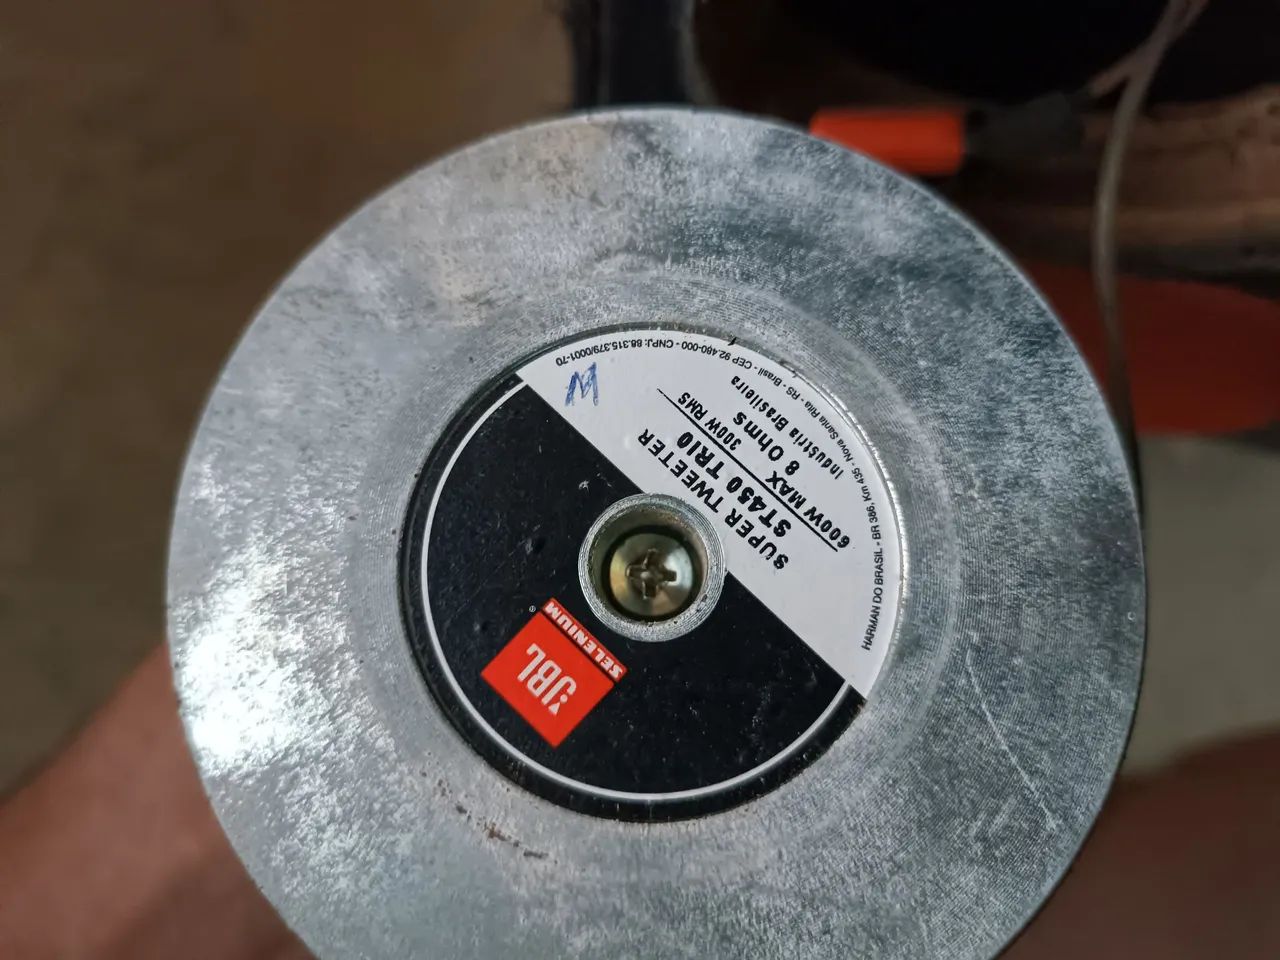 SUPER TWEETER
ST450 TRIO
600W MAX 300W RMS
8 Ohms
Indústria Brasileira
HARMAN DO BRASIL - BR 386, Km 435 - Nova Santa Rita - RS - Brasil - CEP 92.480-000 - CNPJ: 88.315.379/0001-70
JBL
SELENIUM®